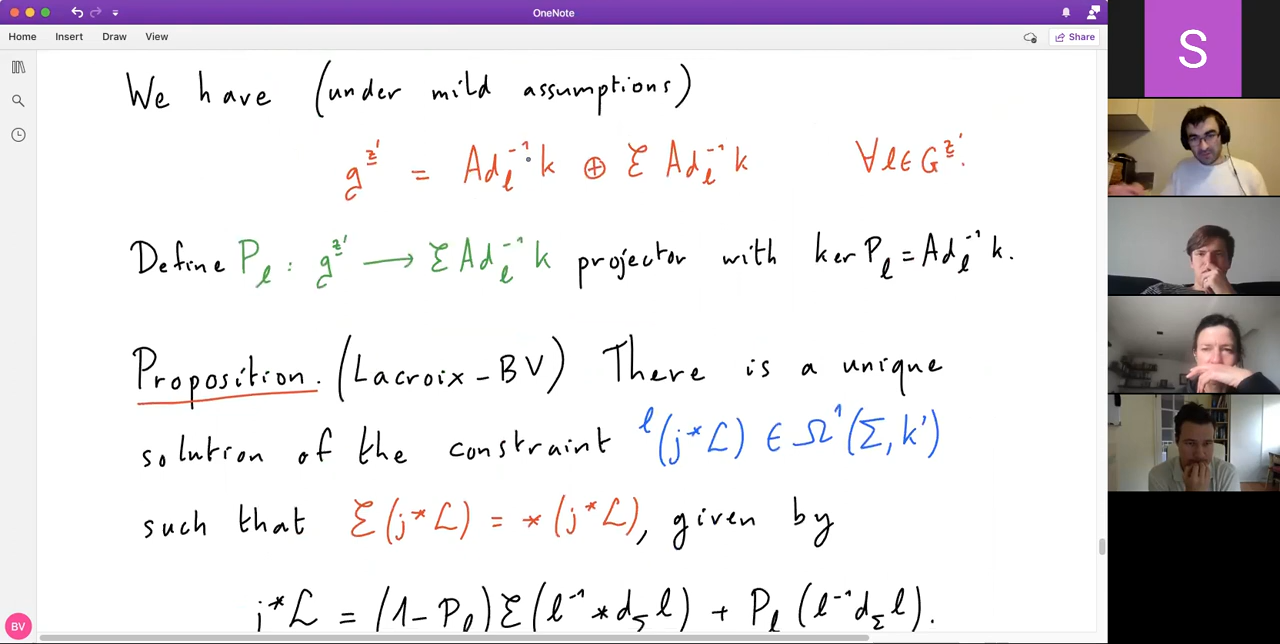 OneNote
Home Insert Draw View Share
We have (under mild assumptions)
g^{z'} = Ad_l^{-1} k ⊕ ℰ Ad_l^{-1} k ∀ l ∈ G^{z'}.
Define P_l : g^{z'} ⟶ ℰ Ad_l^{-1} k projector with ker P_l = Ad_l^{-1} k.
Proposition. (Lacroix - BV) There is a unique
solution of the constraint ^l(j*ℒ) ∈ Ω^1(Σ, k')
such that ℰ(j*ℒ) = *(j*ℒ), given by
j*ℒ = (1 - P_l) ℰ(l^{-1} * d_Σ l) + P_l (l^{-1} d_Σ l).
BV
S